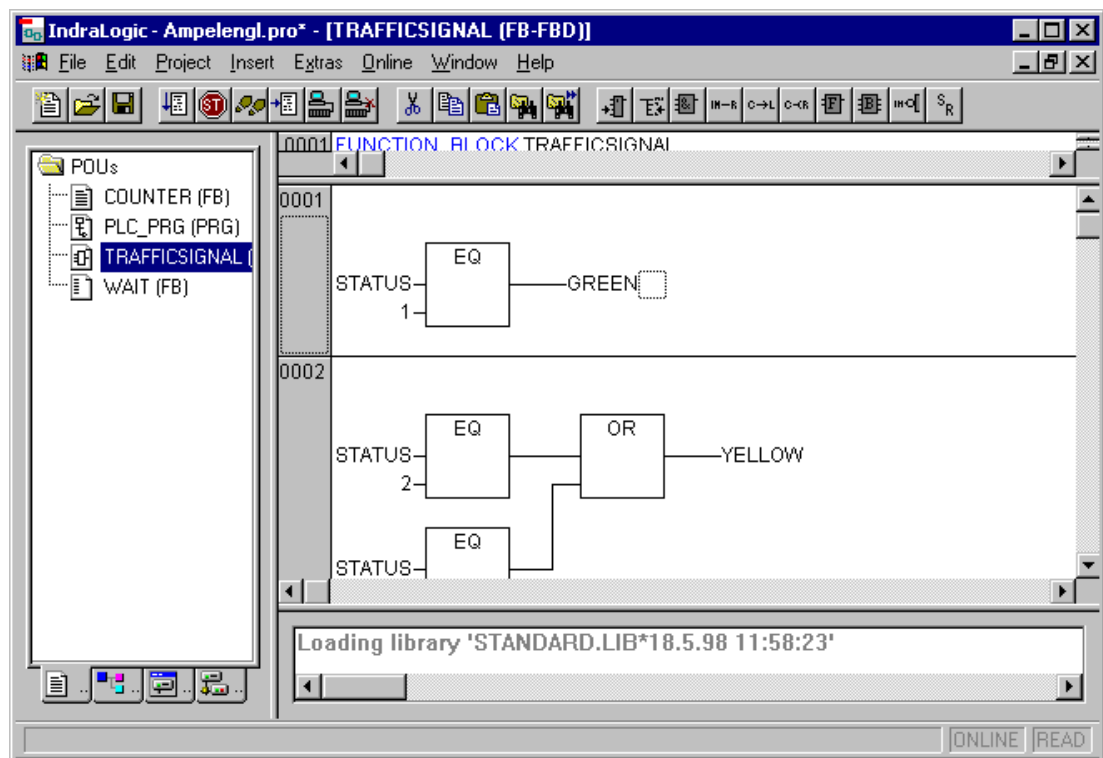 IndraLogic - Ampelengl.pro* - [TRAFFICSIGNAL (FB-FBD)]
File Edit Project Insert Extras Online Window Help
ST IN-R C→L C→R F B S R
POUs
COUNTER (FB)
PLC_PRG (PRG)
TRAFFICSIGNAL (
WAIT (FB)
0001 FUNCTION_BLOCK TRAFFICSIGNAL
0001
EQ
STATUS GREEN
1
0002
EQ OR
STATUS YELLOW
2
EQ
STATUS
Loading library 'STANDARD.LIB*18.5.98 11:58:23'
.. .. .. ..
ONLINE READ